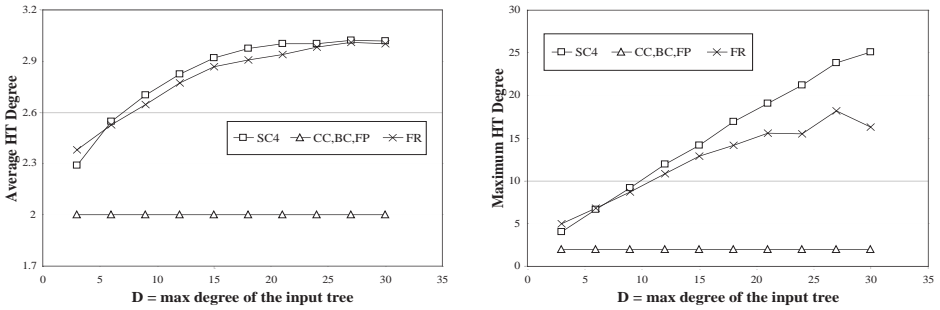 3.2
2.9
2.6
2.3
2
1.7
Average HT Degree
SC4 CC,BC,FP FR
0 5 10 15 20 25 30 35
D = max degree of the input tree
30
25
20
15
10
5
0
Maximum HT Degree
SC4 CC,BC,FP FR
0 5 10 15 20 25 30 35
D = max degree of the input tree